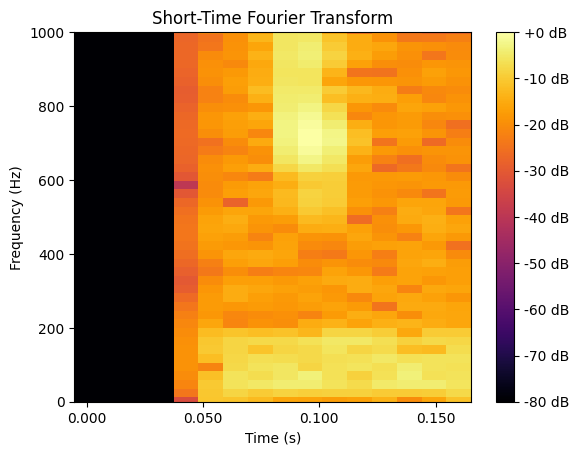 Short-Time Fourier Transform
Frequency (Hz)
1000
800
600
400
200
0
0.000
0.050
0.100
0.150
Time (s)
+0 dB
-10 dB
-20 dB
-30 dB
-40 dB
-50 dB
-60 dB
-70 dB
-80 dB